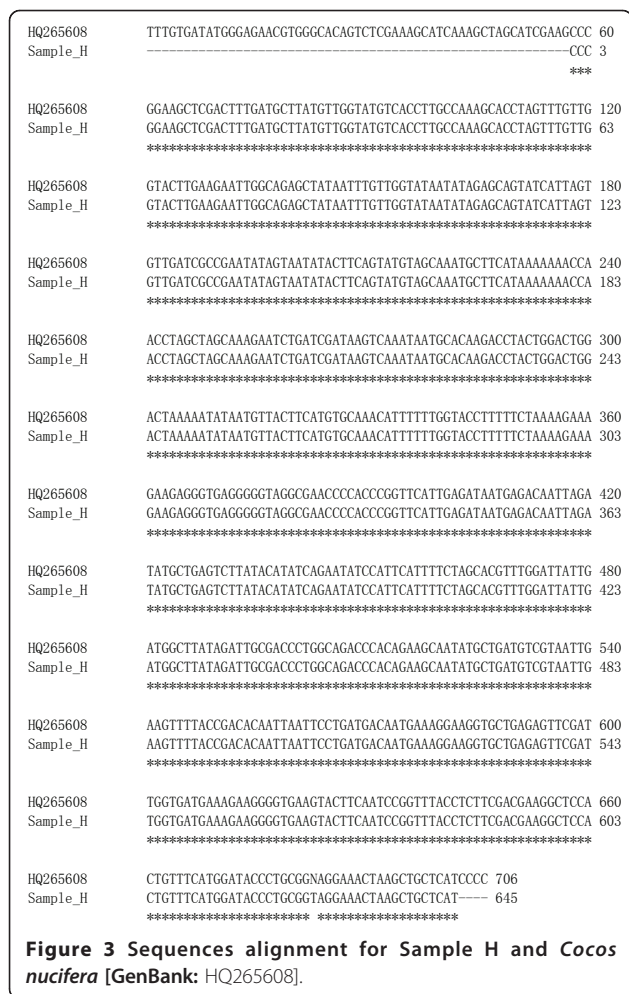 HQ265608 TTTGTGATATGGGAGAACGTGGGCACAGTCTCGAAAGCATCAAAGCTAGCATCGAAGCCC 60
Sample_H ---------------------------------------------------------CCC 3
***
HQ265608 GGAAGCTCGACTTTGATGCTTATGTTGGTATGTCACCTTGCCAAAGCACCTAGTTTGTTG 120
Sample_H GGAAGCTCGACTTTGATGCTTATGTTGGTATGTCACCTTGCCAAAGCACCTAGTTTGTTG 63
************************************************************
HQ265608 GTACTTGAAGAATTGGCAGAGCTATAATTTGTTGGTATAATATAGAGCAGTATCATTAGT 180
Sample_H GTACTTGAAGAATTGGCAGAGCTATAATTTGTTGGTATAATATAGAGCAGTATCATTAGT 123
************************************************************
HQ265608 GTTGATCGCCGAATATAGTAATATACTTCAGTATGTAGCAAATGCTTCATAAAAAAACCA 240
Sample_H GTTGATCGCCGAATATAGTAATATACTTCAGTATGTAGCAAATGCTTCATAAAAAAACCA 183
************************************************************
HQ265608 ACCTAGCTAGCAAAGAATCTGATCGATAAGTCAAATAATGCACAAGACCTACTGGACTGG 300
Sample_H ACCTAGCTAGCAAAGAATCTGATCGATAAGTCAAATAATGCACAAGACCTACTGGACTGG 243
************************************************************
HQ265608 ACTAAAAATATAATGTTACTTCATGTGCAAACATTTTTTTGGTACCTTTTTCTAAAAGAAA 360
Sample_H ACTAAAAATATAATGTTACTTCATGTGCAAACATTTTTTTGGTACCTTTTTCTAAAAGAAA 303
************************************************************
HQ265608 GAAGAGGGTGAGGGGGTAGGCGAACCCCACCCGGTTCATTGAGATAATGAGACAATTAGA 420
Sample_H GAAGAGGGTGAGGGGGTAGGCGAACCCCACCCGGTTCATTGAGATAATGAGACAATTAGA 363
************************************************************
HQ265608 TATGCTGAGTCTTATACATATCAGAATATCCATTCATTTTCTAGCACGTTTGGATTATTG 480
Sample_H TATGCTGAGTCTTATACATATCAGAATATCCATTCATTTTCTAGCACGTTTGGATTATTG 423
************************************************************
HQ265608 ATGGCTTATAGATTGCGACCCTGGCAGACCCACAGAAGCAATATGCTGATGTCGTAATTG 540
Sample_H ATGGCTTATAGATTGCGACCCTGGCAGACCCACAGAAGCAATATGCTGATGTCGTAATTG 483
************************************************************
HQ265608 AAGTTTTACCGACACAATTAATTCCTGATGACAATGAAAGGAAGGTGCTGAGAGTTCGAT 600
Sample_H AAGTTTTACCGACACAATTAATTCCTGATGACAATGAAAGGAAGGTGCTGAGAGTTCGAT 543
************************************************************
HQ265608 TGGTGATGAAAGAAGGGGTGAAGTACTTCAATCCGGTTTACCTCTTCGACGAAGGCTCCA 660
Sample_H TGGTGATGAAAGAAGGGGTGAAGTACTTCAATCCGGTTTACCTCTTCGACGAAGGCTCCA 603
************************************************************
HQ265608 CTGTTTCATGGATACCCTGCGGNAGGAAACTAAGCTGCTCATCCCC 706
Sample_H CTGTTTCATGGATACCCTGCGGTAGGAAACTAAGCTGCTCAT---- 645
********************** *******************
Figure 3 Sequences alignment for Sample H and Cocos
nucifera [GenBank: HQ265608].